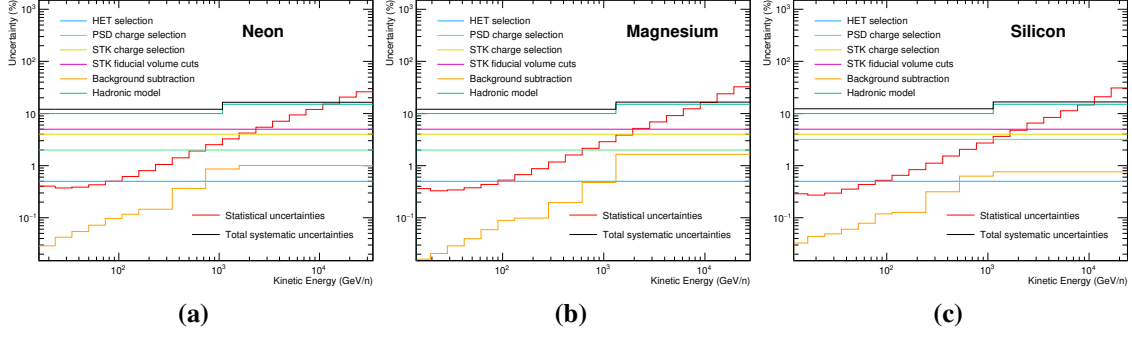 Uncertainty (%)
10³
10²
10
1
10⁻¹
HET selection
PSD charge selection
STK charge selection
STK fiducial volume cuts
Background subtraction
Hadronic model
Neon
Statistical uncertainties
Total systematic uncertainties
10² 10³ 10⁴
Kinetic Energy (GeV/n)
(a)
Uncertainty (%)
10³
10²
10
1
10⁻¹
HET selection
PSD charge selection
STK charge selection
STK fiducial volume cuts
Background subtraction
Hadronic model
Magnesium
Statistical uncertainties
Total systematic uncertainties
10² 10³ 10⁴
Kinetic Energy (GeV/n)
(b)
Uncertainty (%)
10³
10²
10
1
10⁻¹
HET selection
PSD charge selection
STK charge selection
STK fiducial volume cuts
Background subtraction
Hadronic model
Silicon
Statistical uncertainties
Total systematic uncertainties
10² 10³ 10⁴
Kinetic Energy (GeV/n)
(c)